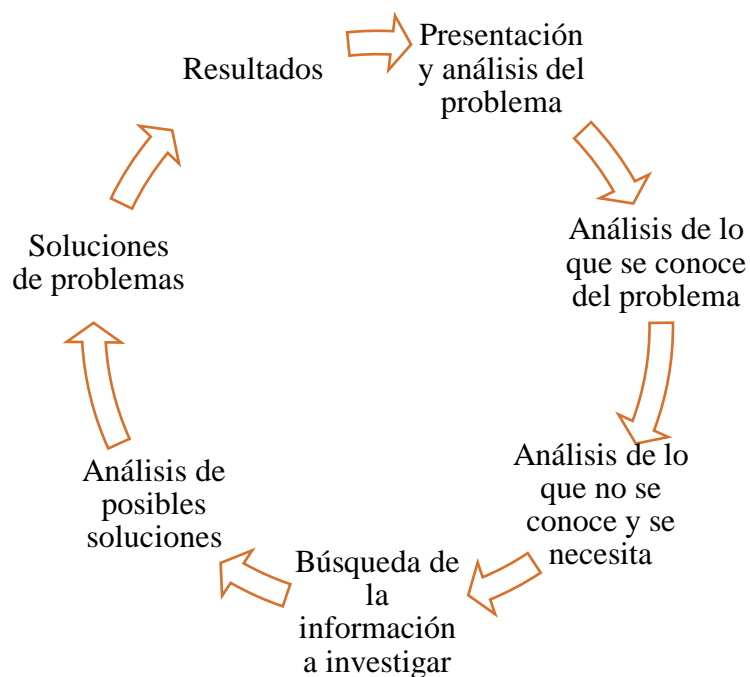 Presentación
y análisis del
problema
Análisis de lo
que se conoce
del problema
Análisis de lo
que no se
conoce y se
necesita
Búsqueda de
la
información
a investigar
Análisis de
posibles
soluciones
Soluciones
de problemas
Resultados